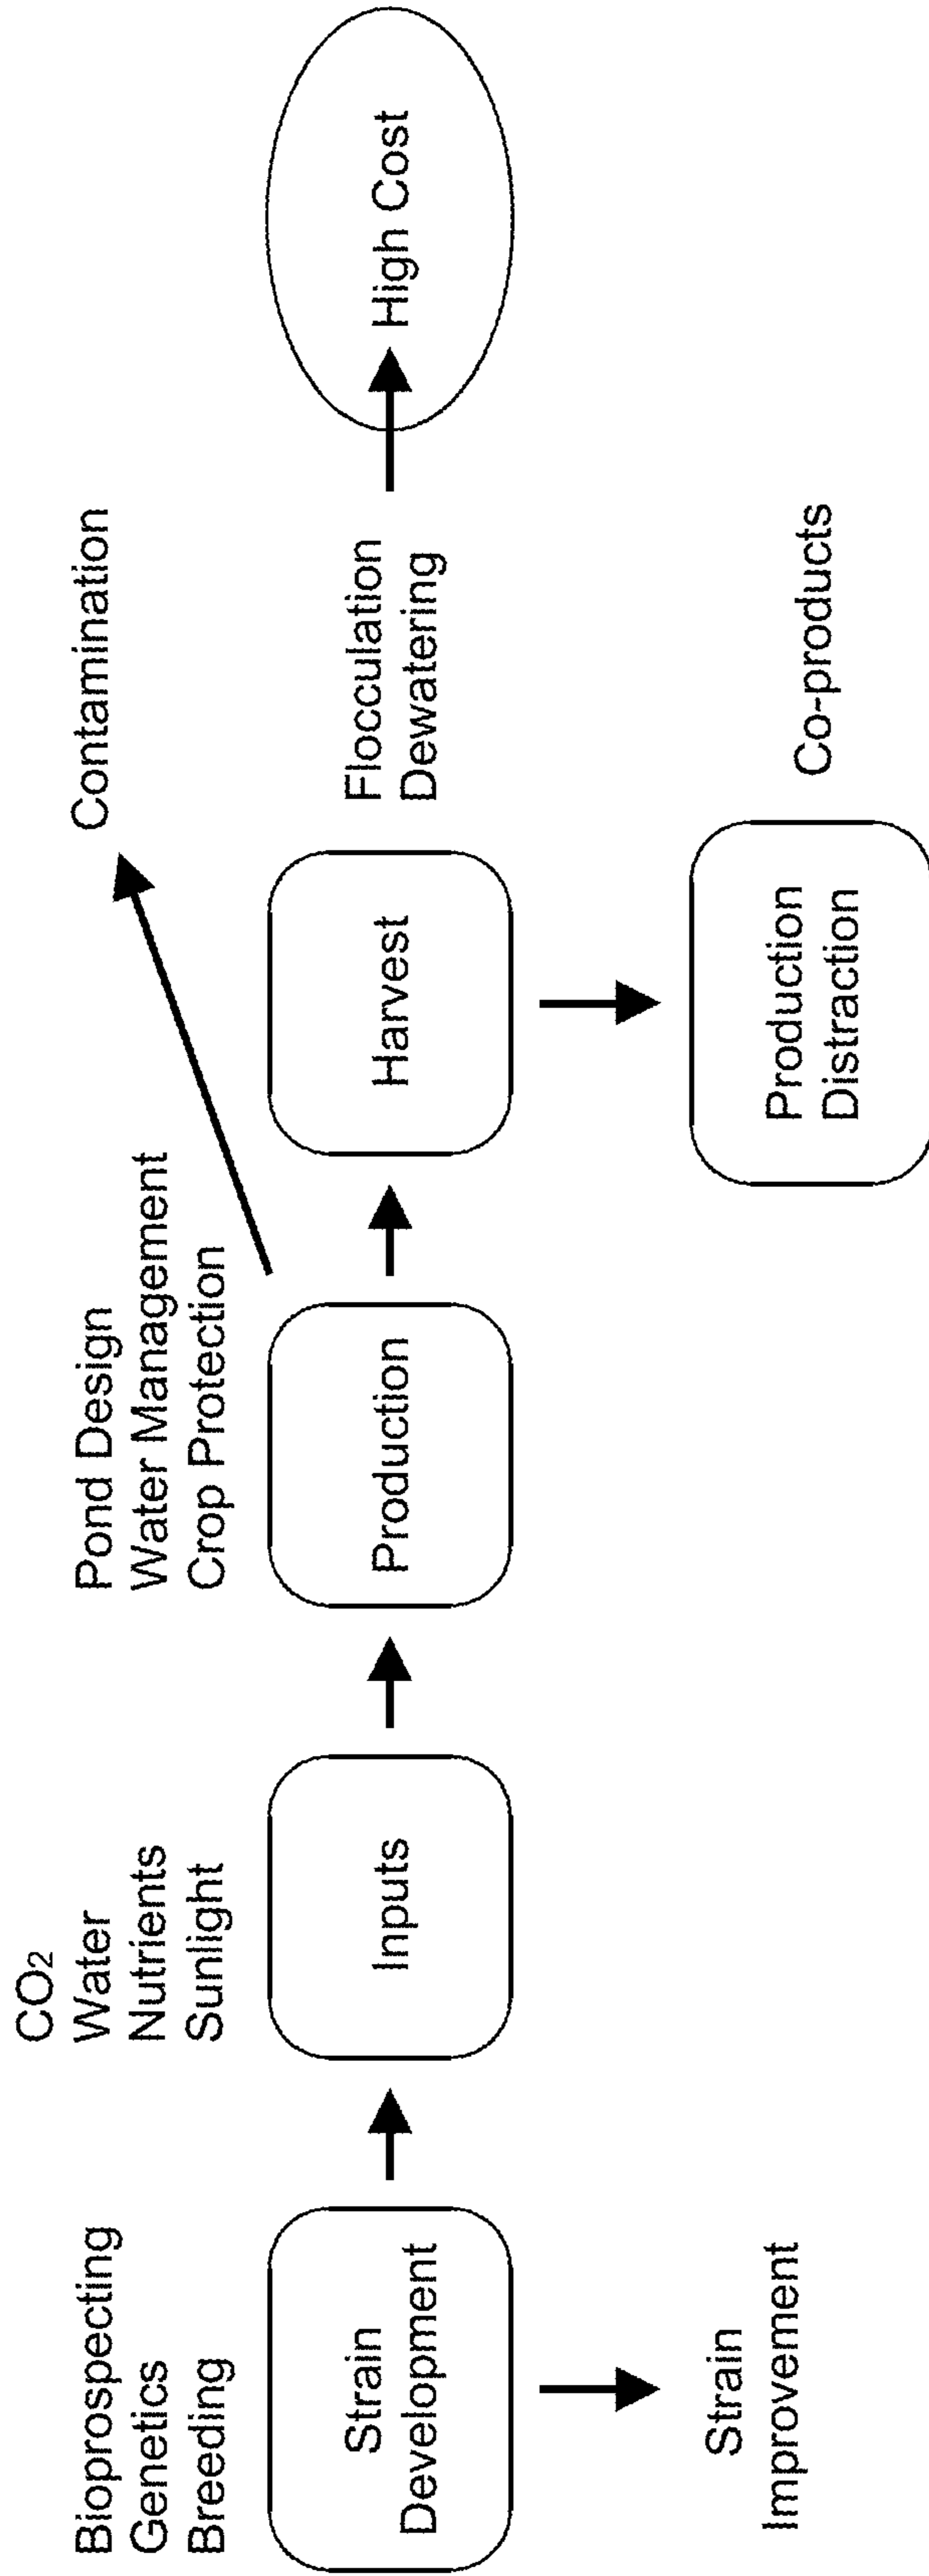 Bioprospecting
Genetics
Breeding
Strain
Development
Strain
Improvement
CO₂
Water
Nutrients
Sunlight
Inputs
Pond Design
Water Management
Crop Protection
Production
Contamination
Harvest
Flocculation
Dewatering
High Cost
Production
Distraction
Co-products